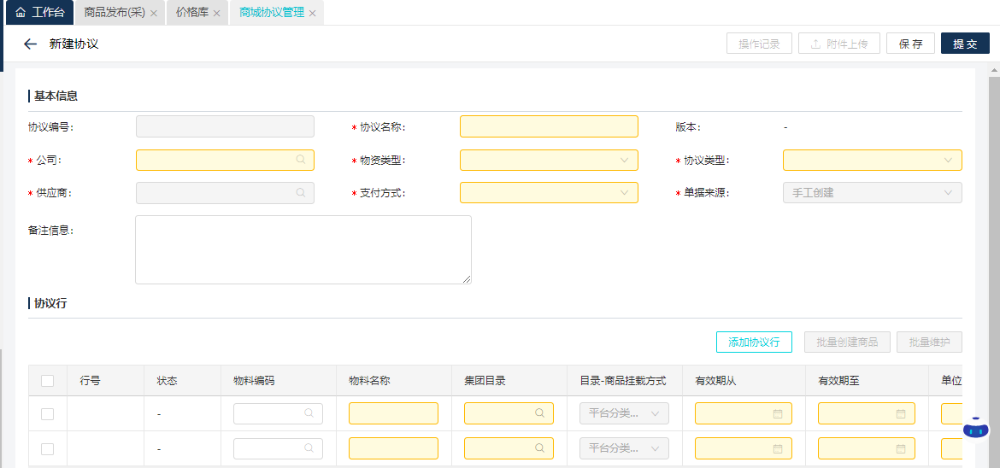 工作台 商品发布(采) 价格库 商城协议管理
新建协议 操作记录 附件上传 保存 提交
基本信息
协议编号: * 协议名称: 版本: -
* 公司: * 物资类型: * 协议类型:
* 供应商: * 支付方式: * 单据来源: 手工创建
备注信息:
协议行
添加协议行 批量创建商品 批量维护
行号 状态 物料编码 物料名称 集团目录 目录-商品挂载方式 有效期从 有效期至 单位
- 平台分类...
- 平台分类...